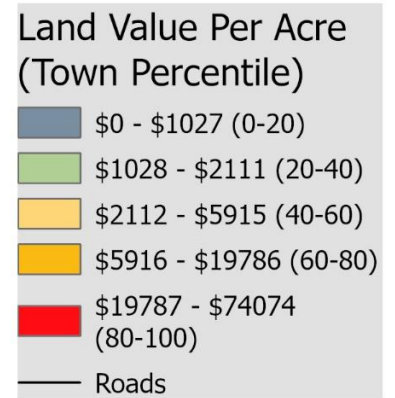 Land Value Per Acre
(Town Percentile)
$0 - $1027 (0-20)
$1028 - $2111 (20-40)
$2112 - $5915 (40-60)
$5916 - $19786 (60-80)
$19787 - $74074
(80-100)
Roads